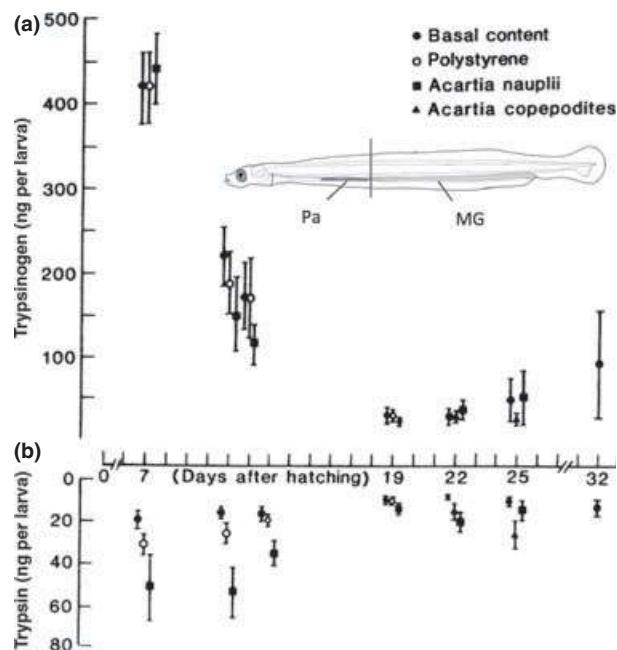 (a)
500
400
300
200
100
Trypsinogen (ng per larva)
Basal content
Polystyrene
Acartia nauplii
Acartia copepodites
Pa
MG
(b)
0 7 (Days after hatching) 19 22 25 32
0
20
40
60
80
Trypsin (ng per larva)